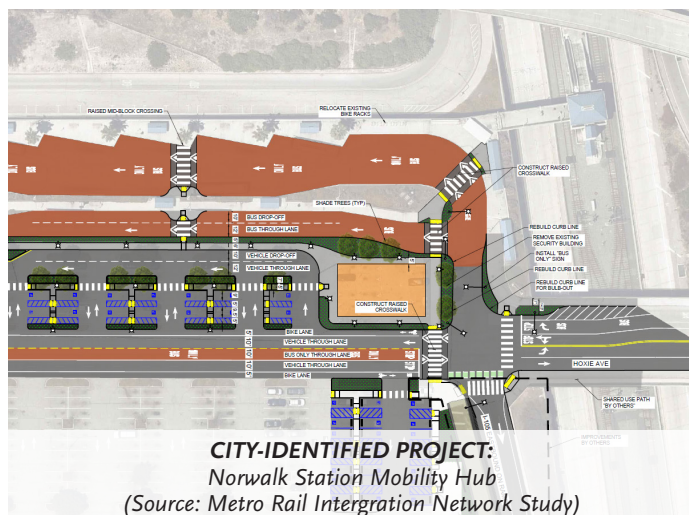 RAISED MID-BLOCK CROSSING
RELOCATE EXISTING
BIKE RACKS
CONSTRUCT RAISED
CROSSWALK
SHADE TREES (TYP)
BUS DROP-OFF
BUS THROUGH LANE
VEHICLE DROP-OFF
VEHICLE THROUGH LANE
REBUILD CURB LINE
REMOVE EXISTING
SECURITY BUILDING
INSTALL "BUS
ONLY" SIGN
REBUILD CURB LINE
REBUILD CURB LINE
FOR BULB-OUT
CONSTRUCT RAISED
CROSSWALK
BIKE LANE
VEHICLE THROUGH LANE
BUS ONLY THROUGH LANE
VEHICLE THROUGH LANE
BIKE LANE
HOXIE AVE
SHARED USE PATH
"BY OTHERS"
IMPROVEMENTS
BY OTHERS
CITY-IDENTIFIED PROJECT:
Norwalk Station Mobility Hub
(Source: Metro Rail Intergration Network Study)